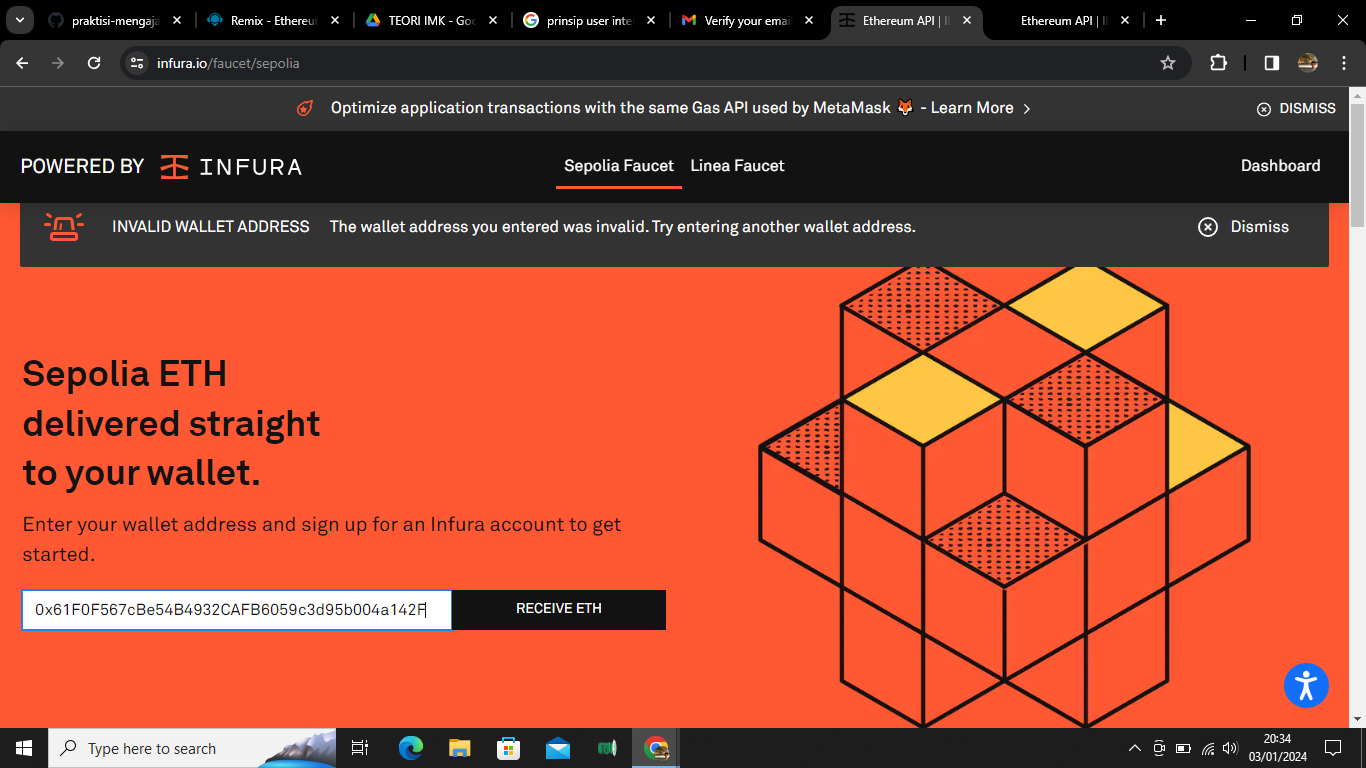 praktisi-mengaja
Remix - Ethereur
TEORI IMK - Goo
prinsip user inte
Verify your emai
Ethereum API | I
Ethereum API | I
infura.io/faucet/sepolia
Optimize application transactions with the same Gas API used by MetaMask 🦊 - Learn More >
DISMISS
POWERED BY INFURA
Sepolia Faucet
Linea Faucet
Dashboard
INVALID WALLET ADDRESS
The wallet address you entered was invalid. Try entering another wallet address.
Dismiss
Sepolia ETH
delivered straight
to your wallet.
Enter your wallet address and sign up for an Infura account to get
started.
0x61F0F567cBe54B4932CAFB6059c3d95b004a142F
RECEIVE ETH
Type here to search
20:34
03/01/2024